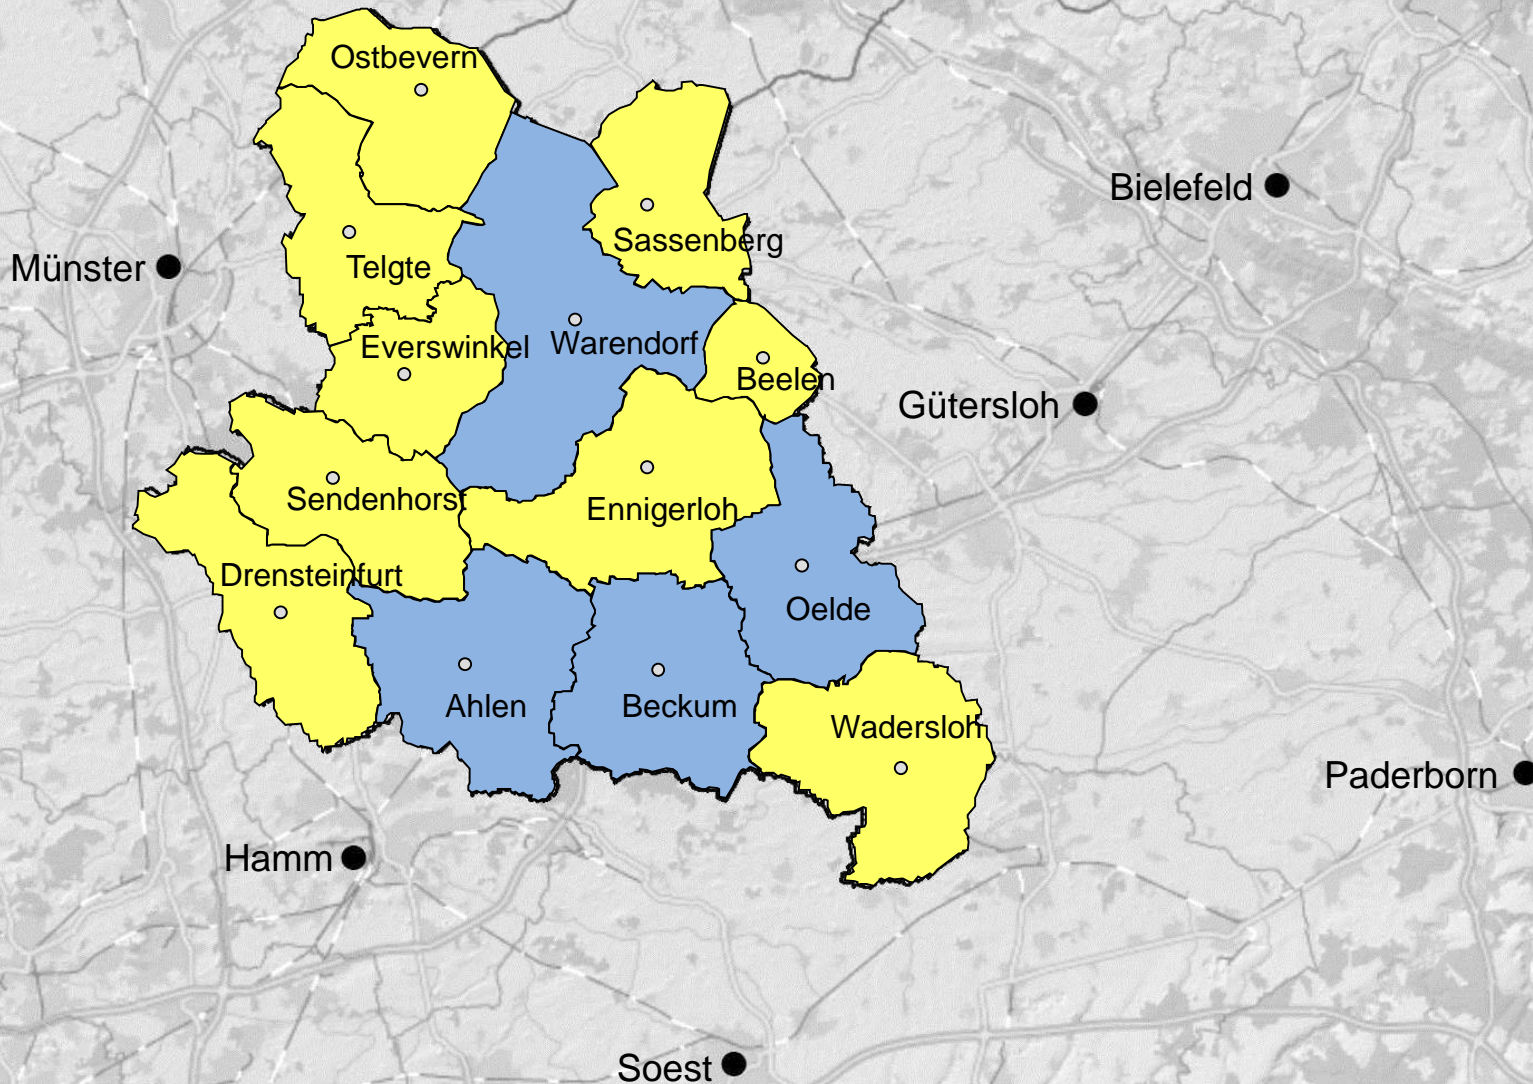 Ostbevern
Bielefeld
Sassenberg
Münster
Telgte
Everswinkel
Warendorf
Beelen
Gütersloh
Sendenhorst
Ennigerloh
Drensteinfurt
Oelde
Ahlen
Beckum
Wadersloh
Paderborn
Hamm
Soest